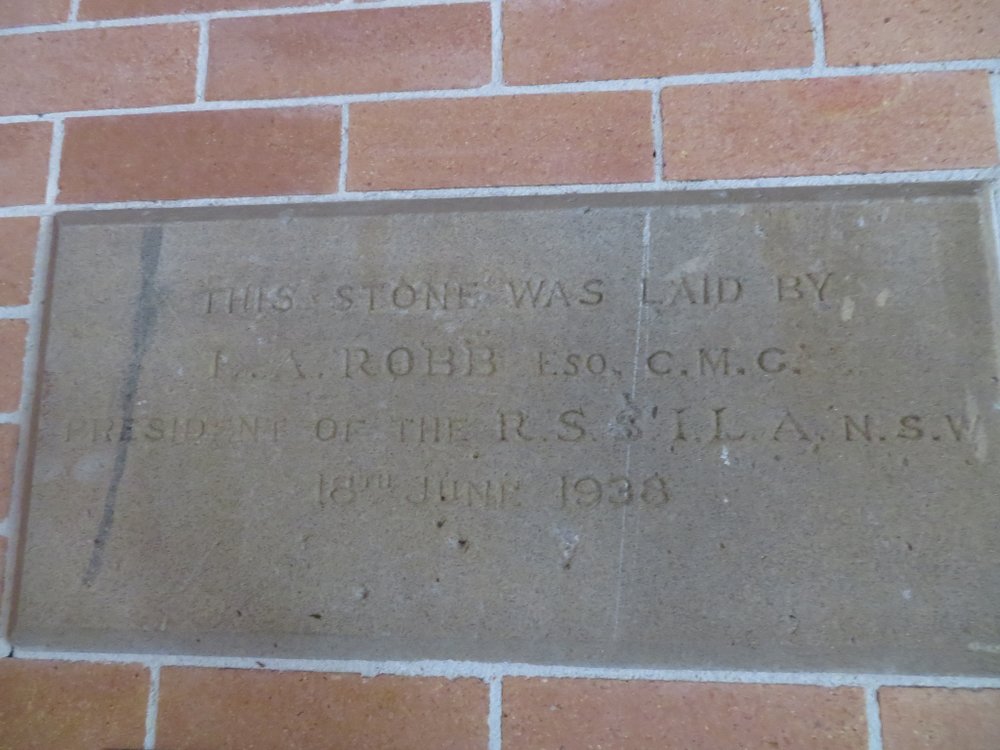 THIS STONE WAS LAID BY
L. A. ROBB ESQ. C.M.G.
PRESIDENT OF THE R.S.S.I.L.A. N.S.W
18TH JUNE 1938